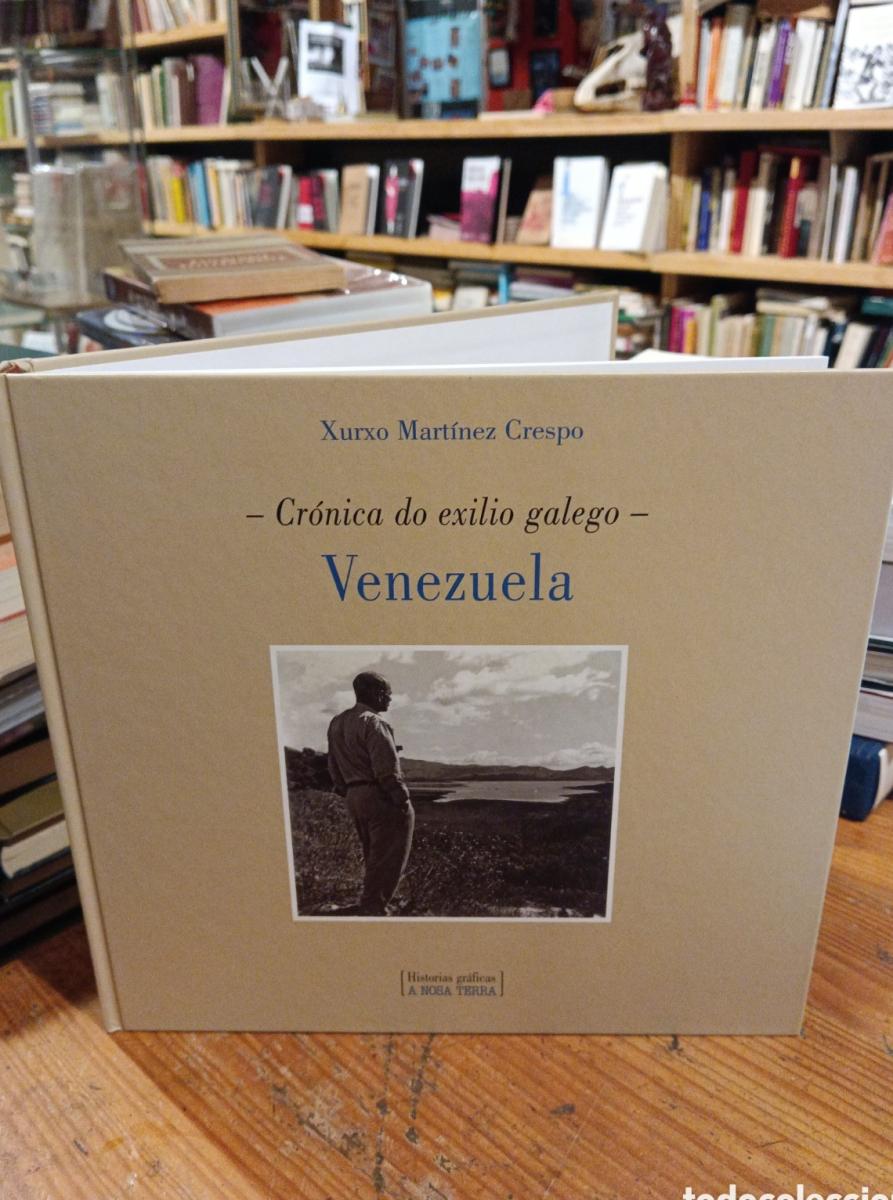 Xurxo Martínez Crespo
– Crónica do exilio galego –
Venezuela
Historias gráficas
A NOSA TERRA